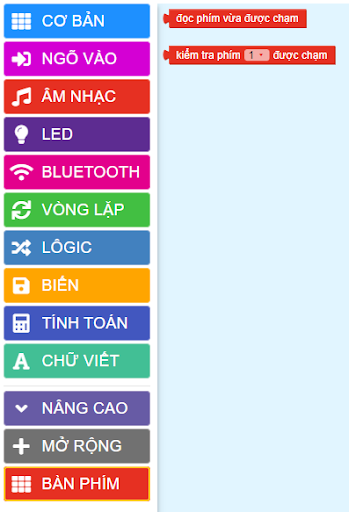 CƠ BẢN
NGÕ VÀO
ÂM NHẠC
LED
BLUETOOTH
VÒNG LẶP
LÔGIC
BIẾN
TÍNH TOÁN
CHỮ VIẾT
NÂNG CAO
MỞ RỘNG
BÀN PHÍM
đọc phím vừa được chạm
kiểm tra phím 1 được chạm